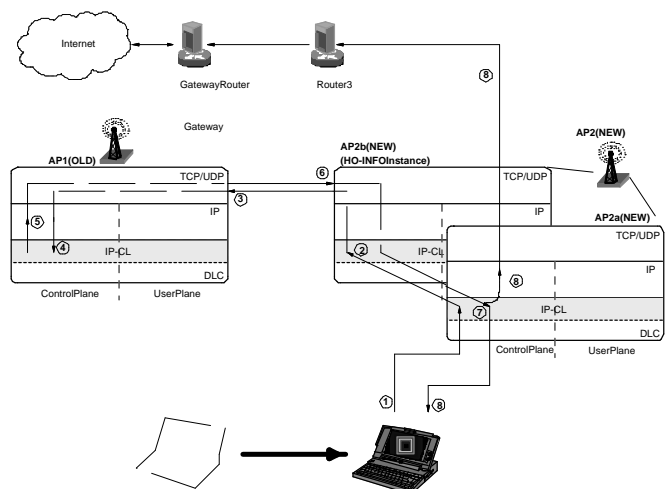 Internet
GatewayRouter
Router3
8
Gateway
AP1(OLD)
AP2b(NEW)
(HO-INFOInstance)
AP2(NEW)
TCP/UDP
6
TCP/UDP
3
5
IP
IP
AP2a(NEW)
TCP/UDP
4
IP-CL
2
IP-CL
8
IP
DLC
DLC
7
IP-CL
ControlPlane
UserPlane
DLC
ControlPlane
UserPlane
1
8